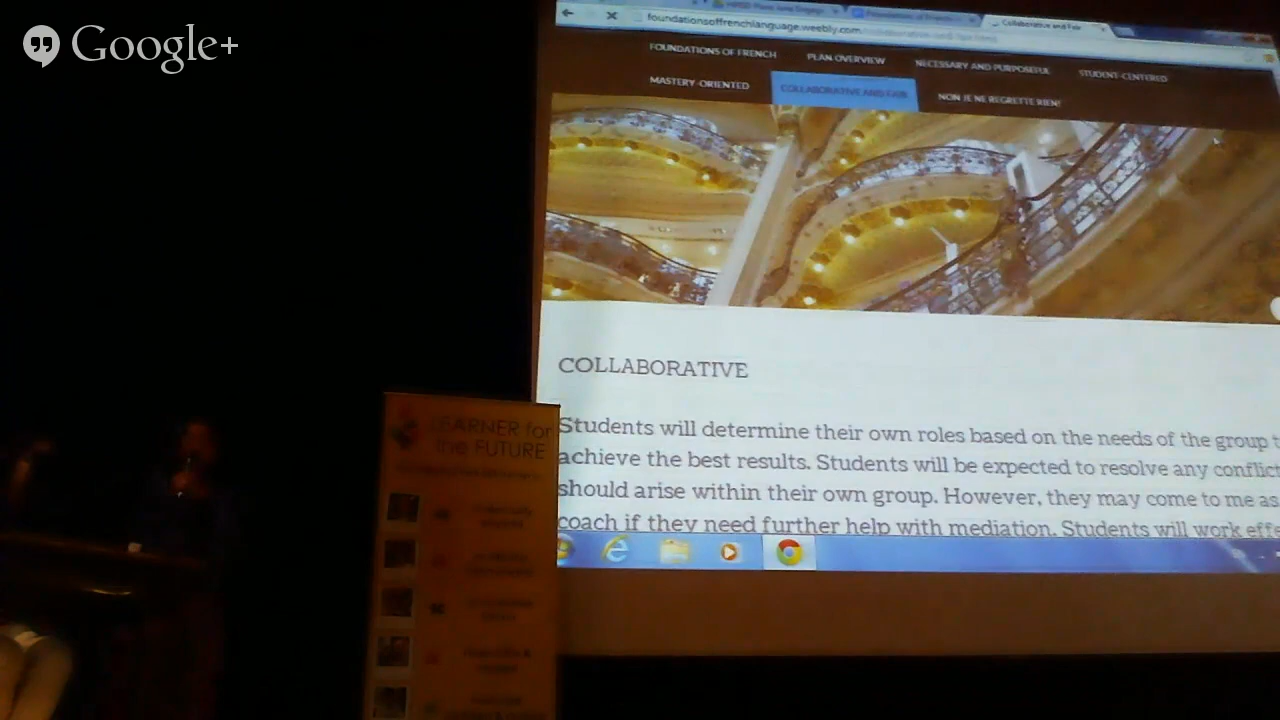 Google+
Collaborative and Fair
foundationsoffrenchlanguage.weebly.com
FOUNDATIONS OF FRENCH
PLAN OVERVIEW
NECESSARY AND PURPOSEFUL
STUDENT-CENTERED
MASTERY-ORIENTED
COLLABORATIVE AND FAIR
NON JE NE REGRETTE RIEN!
COLLABORATIVE
Students will determine their own roles based on the needs of the group
achieve the best results. Students will be expected to resolve any conflict
should arise within their own group. However, they may come to me as
coach if they need further help with mediation. Students will work
LEARNER for
the FUTURE